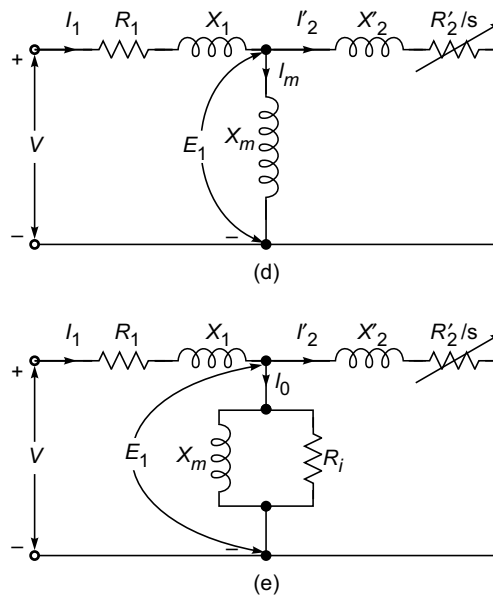 I1 R1 X1 I'2 X'2 R'2/s
+
Im
V E1 Xm
– –
(d)
I1 R1 X1 I'2 X'2 R'2/s
+
I0
V E1 Xm Ri
– –
(e)